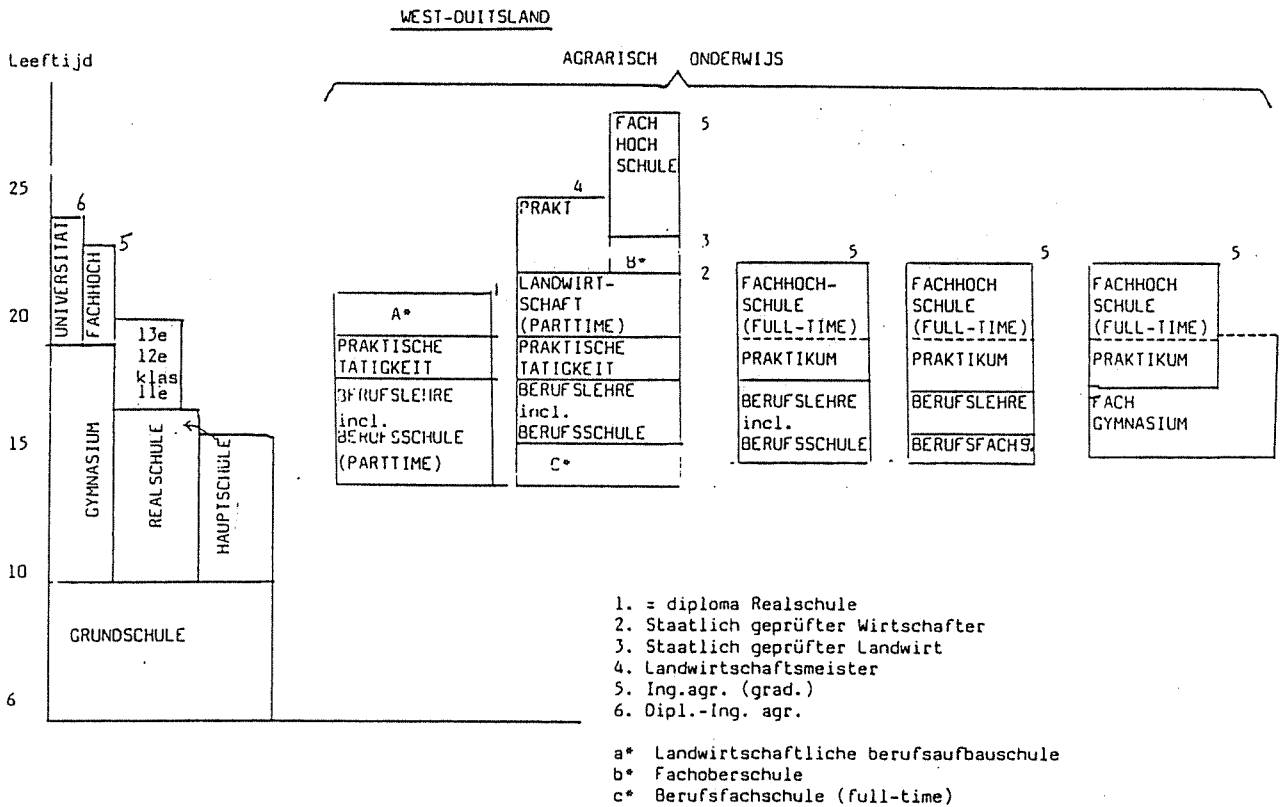 WEST-DUITSLAND
Leeftijd
AGRARISCH ONDERWIJS
25
20
15
10
6
6
UNIVERSITAT
5
FACHHOCH
13e
12e
klas
11e
GYMNASIUM
REALSCHULE
HAUPTSCHULE
GRUNDSCHULE
1
A*
PRAKTISCHE
TATIGKEIT
BERUFSLEHRE
incl.
BERUFSSCHULE
(PARTTIME)
FACH
HOCH
SCHULE
5
4
PRAKT
3
B*
2
LANDWIRT-
SCHAFT
(PARTTIME)
PRAKTISCHE
TATIGKEIT
BERUFSLEHRE
incl.
BERUFSSCHULE
C*
5
FACHHOCH-
SCHULE
(FULL-TIME)
PRAKTIKUM
BERUFSLEHRE
incl.
BERUFSSCHULE
5
FACHHOCH
SCHULE
(FULL-TIME)
PRAKTIKUM
BERUFSLEHRE
BERUFSFACHS.
5
FACHHOCH
SCHULE
(FULL-TIME)
PRAKTIKUM
FACH
GYMNASIUM
1. = diploma Realschule
2. Staatlich geprüfter Wirtschafter
3. Staatlich geprüfter Landwirt
4. Landwirtschaftsmeister
5. Ing.agr. (grad.)
6. Dipl.-Ing. agr.
a* Landwirtschaftliche berufsaufbauschule
b* Fachoberschule
c* Berufsfachschule (full-time)